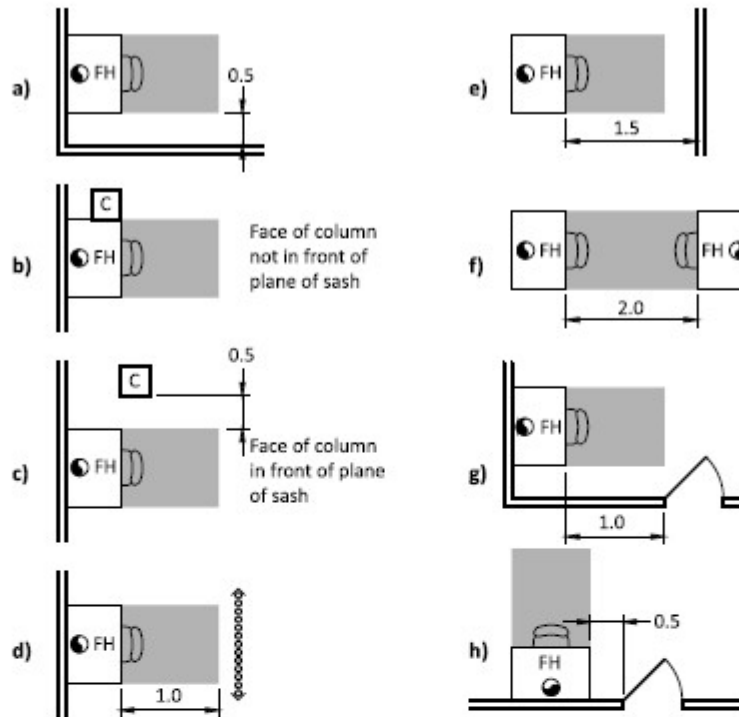 a)
FH
0.5
b)
C
FH
Face of column
not in front of
plane of sash
c)
C
0.5
FH
Face of column
in front of plane
of sash
d)
FH
1.0
e)
FH
1.5
f)
FH
FH
2.0
g)
FH
1.0
h)
FH
0.5